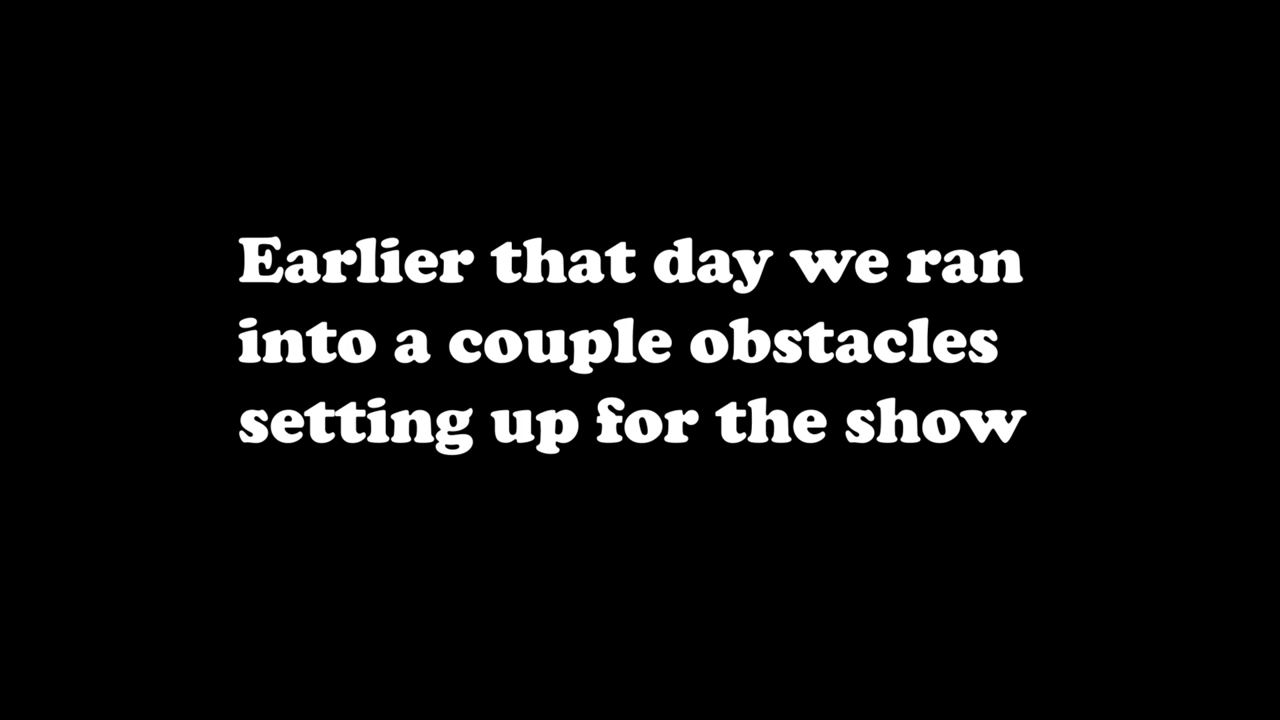 Earlier that day we ran
into a couple obstacles
setting up for the show